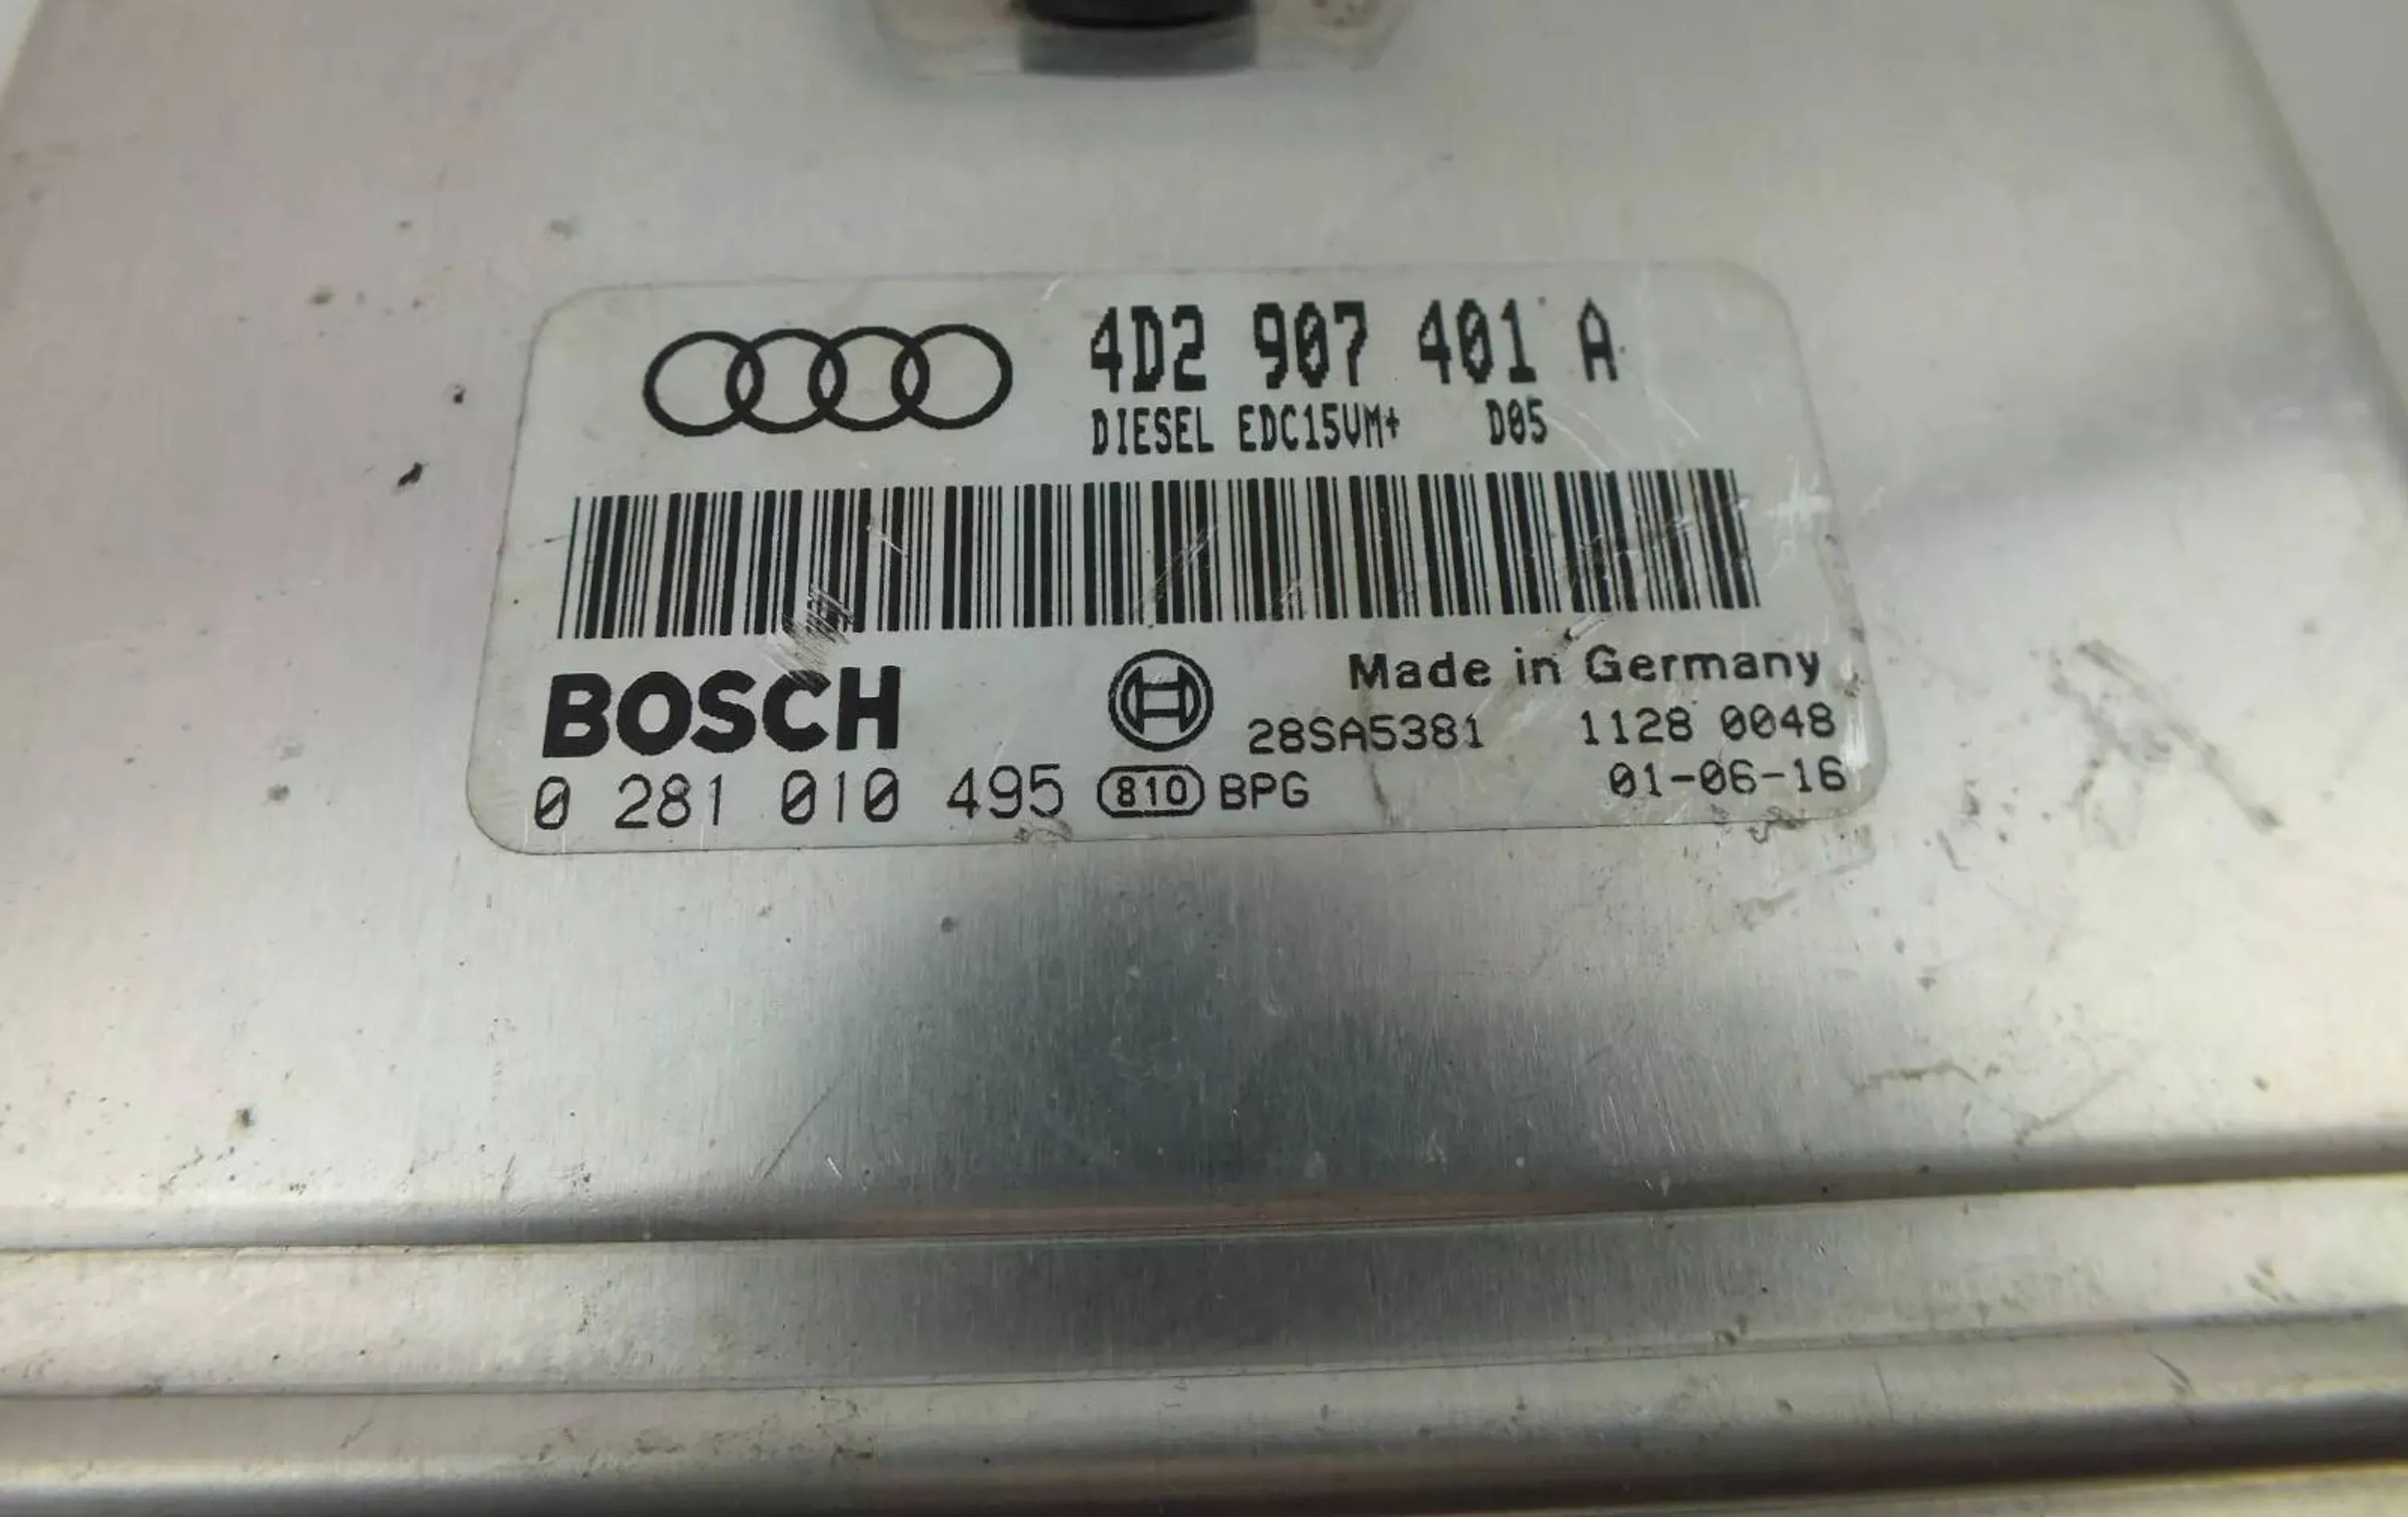 4D2 907 401 A
DIESEL EDC15VM+ D05
BOSCH
Made in Germany
28SA5381 1128 0048
0 281 010 495 810 BPG 01-06-16